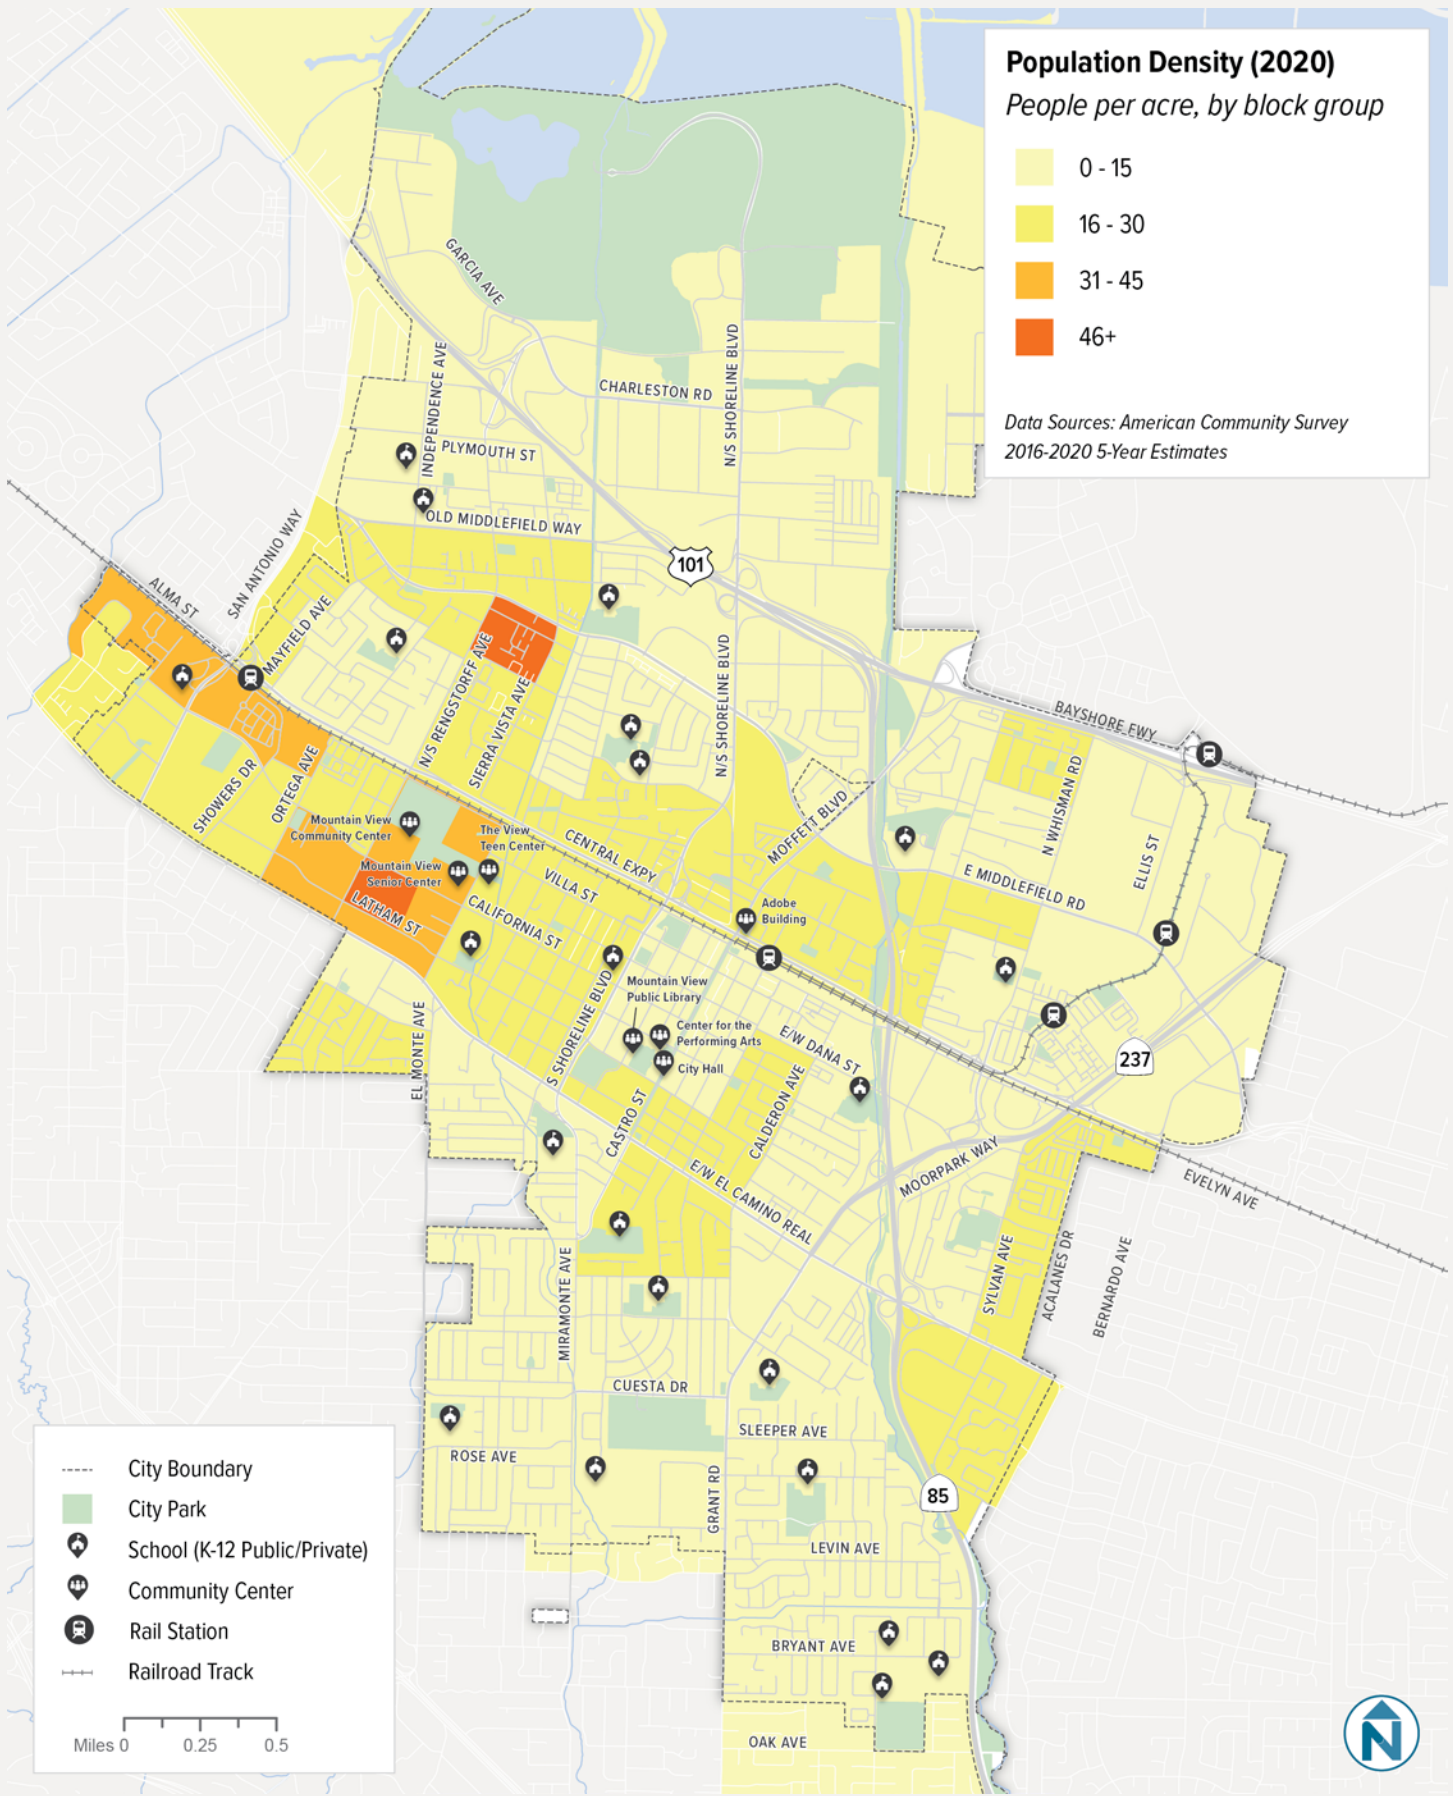 Population Density (2020)
People per acre, by block group
0 - 15
16 - 30
31 - 45
46+
Data Sources: American Community Survey
2016-2020 5-Year Estimates
GARCIA AVE
N/S SHORELINE BLVD
CHARLESTON RD
INDEPENDENCE AVE
PLYMOUTH ST
OLD MIDDLEFIELD WAY
101
SAN ANTONIO WAY
ALMA ST
MAYFIELD AVE
N/S RENGSTORFF AVE
SIERRA VISTA AVE
N/S SHORELINE BLVD
BAYSHORE FWY
N WHISMAN RD
ELLIS ST
SHOWERS DR
ORTEGA AVE
MOFFETT BLVD
Mountain View
Community Center
The View
Teen Center
CENTRAL EXPY
Mountain View
Senior Center
VILLA ST
E MIDDLEFIELD RD
LATHAM ST
CALIFORNIA ST
Adobe
Building
Mountain View
Public Library
S SHORELINE BLVD
Center for the
Performing Arts
City Hall
E/W DANA ST
EL MONTE AVE
237
CASTRO ST
CALDERON AVE
E/W EL CAMINO REAL
MOORPARK WAY
EVELYN AVE
SYLVAN AVE
ACALANES DR
BERNARDO AVE
MIRAMONTE AVE
CUESTA DR
SLEEPER AVE
ROSE AVE
GRANT RD
85
LEVIN AVE
BRYANT AVE
OAK AVE
City Boundary
City Park
School (K-12 Public/Private)
Community Center
Rail Station
Railroad Track
Miles 0 0.25 0.5
N